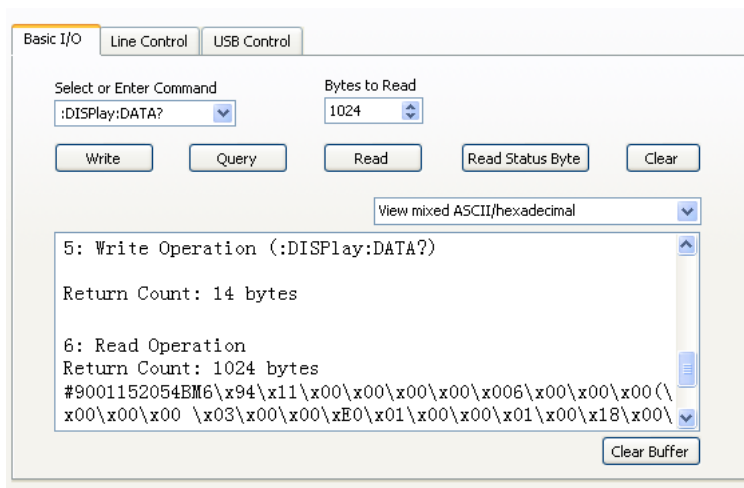 Basic I/O Line Control USB Control
Select or Enter Command Bytes to Read
:DISPlay:DATA? 1024
Write Query Read Read Status Byte Clear
View mixed ASCII/hexadecimal
5: Write Operation (:DISPlay:DATA?)
Return Count: 14 bytes
6: Read Operation
Return Count: 1024 bytes
#9001152054BM6\x94\x11\x00\x00\x00\x00\x006\x00\x00\x00(\
x00\x00\x00 \x03\x00\x00\xE0\x01\x00\x00\x01\x00\x18\x00\
Clear Buffer